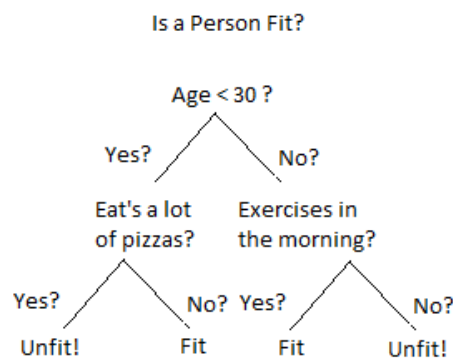 Is a Person Fit?
Age < 30 ?
Yes?
No?
Eat's a lot
of pizzas?
Exercises in
the morning?
Yes?
No?
Yes?
No?
Unfit!
Fit
Fit
Unfit!